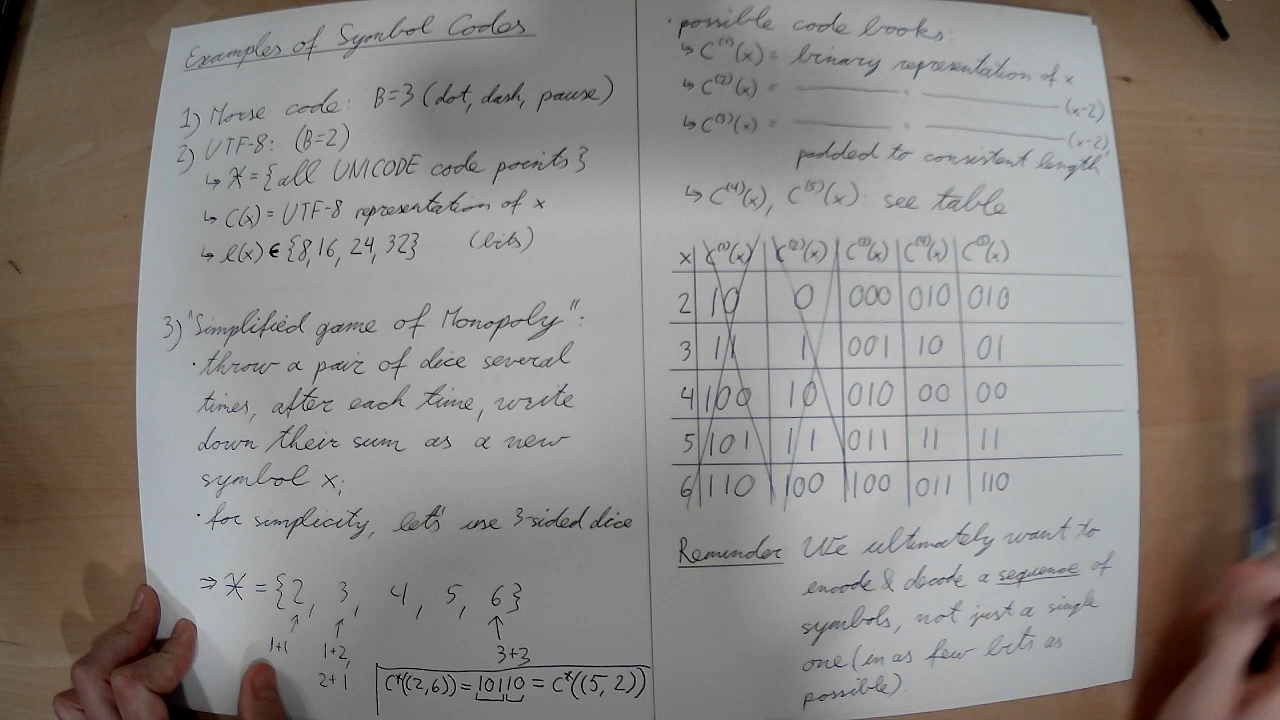 Examples of Symbol Codes
1) Morse code: B=3 (dot, dash, pause)
2) UTF-8: (B=2)
↳ 𝒳 = {all UNICODE code points}
↳ C(x) = UTF-8 representation of x
↳ ℓ(x) ∈ {8, 16, 24, 32} (bits)
3) "Simplified game of Monopoly":
· throw a pair of dice several
times, after each time, write
down their sum as a new
symbol x;
· for simplicity, let's use 3-sided dice
⇒ 𝒳 = {2, 3, 4, 5, 6}
↑ ↑ ↑
1+1 1+2, 3+3
2+1
C*((2,6)) = 10110 = C*((5,2))
· possible code books:
↳ C⁽¹⁾(x) = binary representation of x
↳ C⁽²⁾(x) = ——— " ——— (x-2)
↳ C⁽³⁾(x) = ——— " ——— (x-2)
padded to consistent length
↳ C⁽⁴⁾(x), C⁽⁵⁾(x): see table
x C⁽¹⁾(x) C⁽²⁾(x) C⁽³⁾(x) C⁽⁴⁾(x) C⁽⁵⁾(x)
2 10 0 000 010 010
3 11 1 001 10 01
4 100 10 010 00 00
5 101 11 011 11 11
6 110 100 100 011 110
Reminder: We ultimately want to
encode & decode a sequence of
symbols, not just a single
one (in as few bits as
possible).